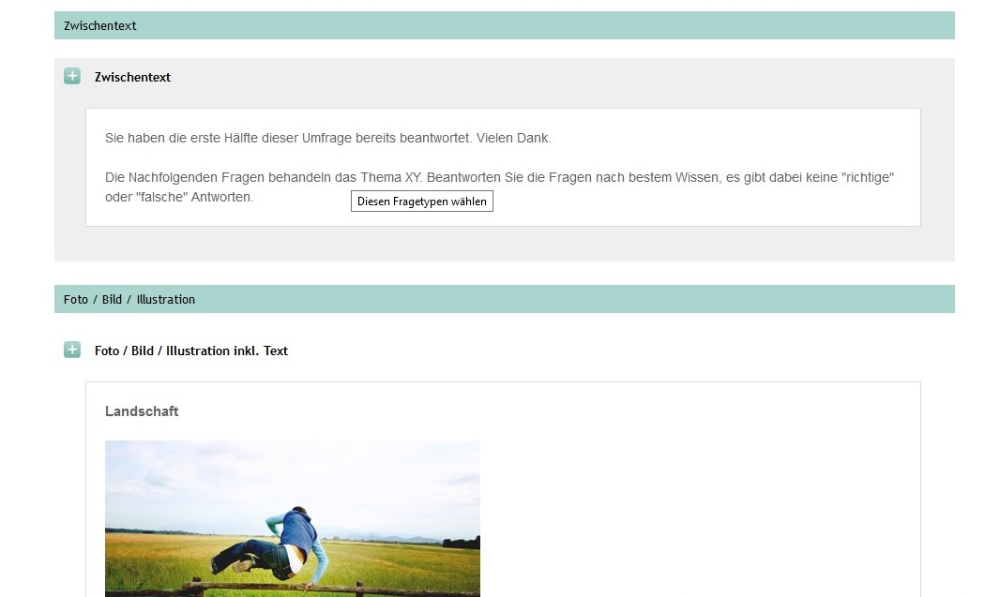 Zwischentext
Zwischentext
Sie haben die erste Hälfte dieser Umfrage bereits beantwortet. Vielen Dank.
Die Nachfolgenden Fragen behandeln das Thema XY. Beantworten Sie die Fragen nach bestem Wissen, es gibt dabei keine "richtige"
oder "falsche" Antworten.
Diesen Fragetypen wählen
Foto / Bild / Illustration
Foto / Bild / Illustration inkl. Text
Landschaft